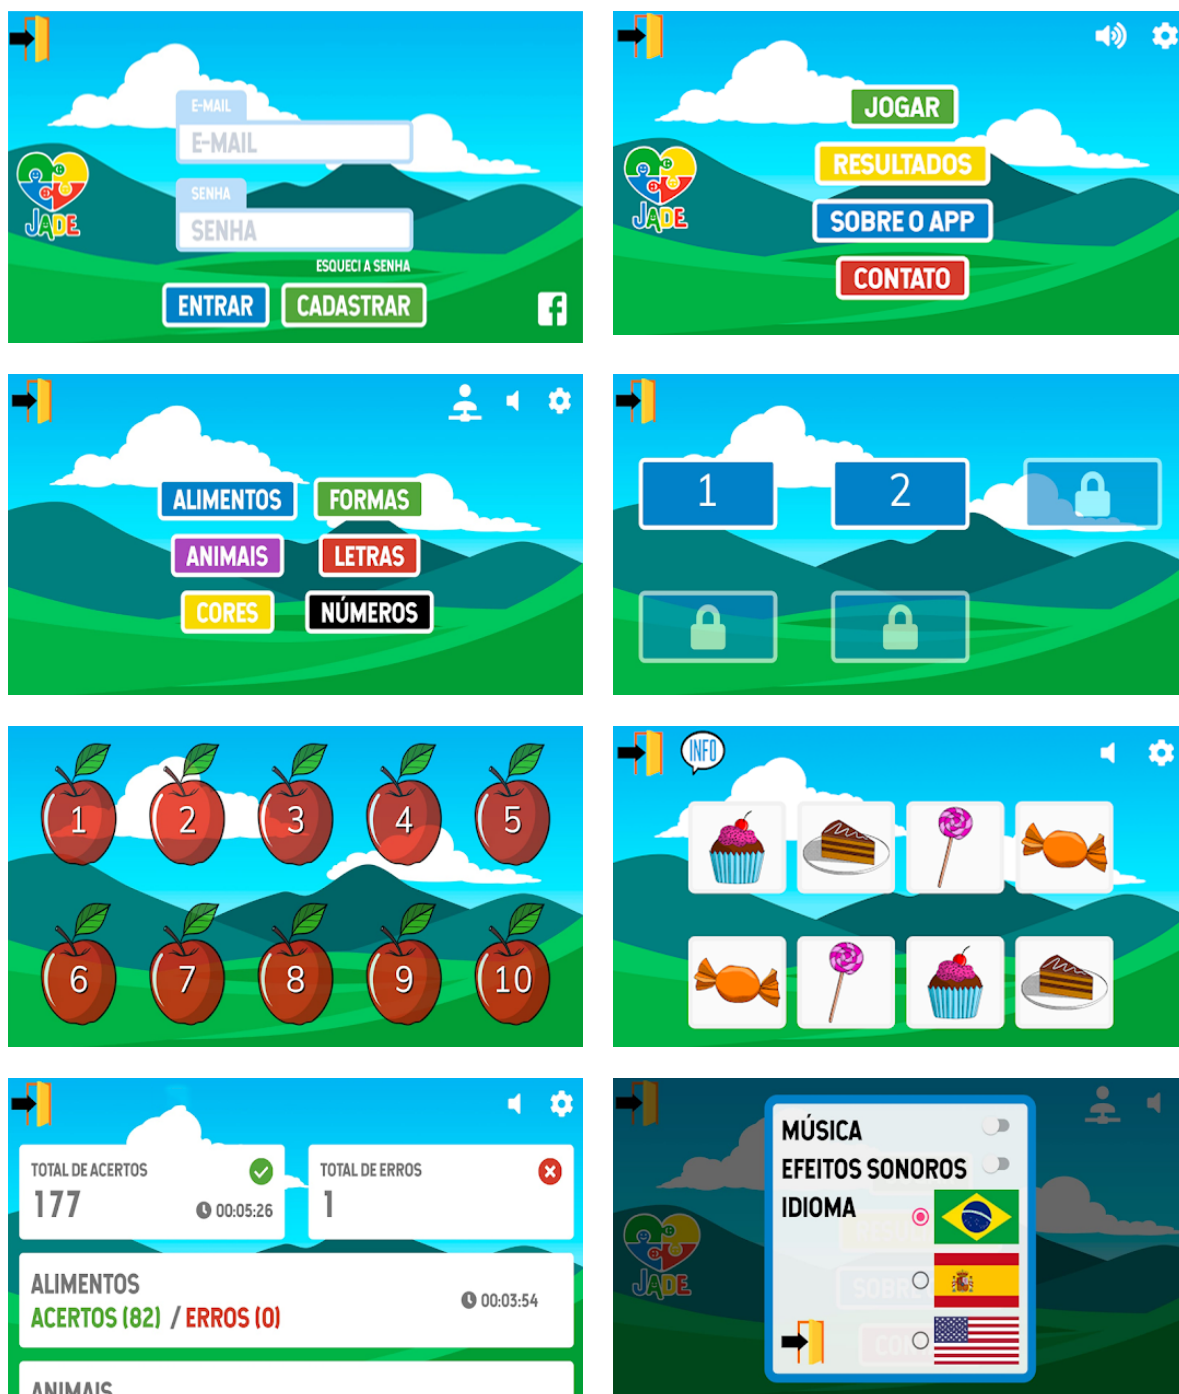 E-MAIL
E-MAIL
SENHA
SENHA
ESQUECI A SENHA
ENTRAR CADASTRAR
JADE
f
JOGAR
RESULTADOS
SOBRE O APP
CONTATO
JADE
ALIMENTOS FORMAS
ANIMAIS LETRAS
CORES NÚMEROS
1 2
1 2 3 4 5
6 7 8 9 10
INFO
TOTAL DE ACERTOS
177 00:05:26
TOTAL DE ERROS
1
ALIMENTOS
ACERTOS (82) / ERROS (0) 00:03:54
ANIMAIS
MÚSICA
EFEITOS SONOROS
IDIOMA
JADE
SOBRE
CON